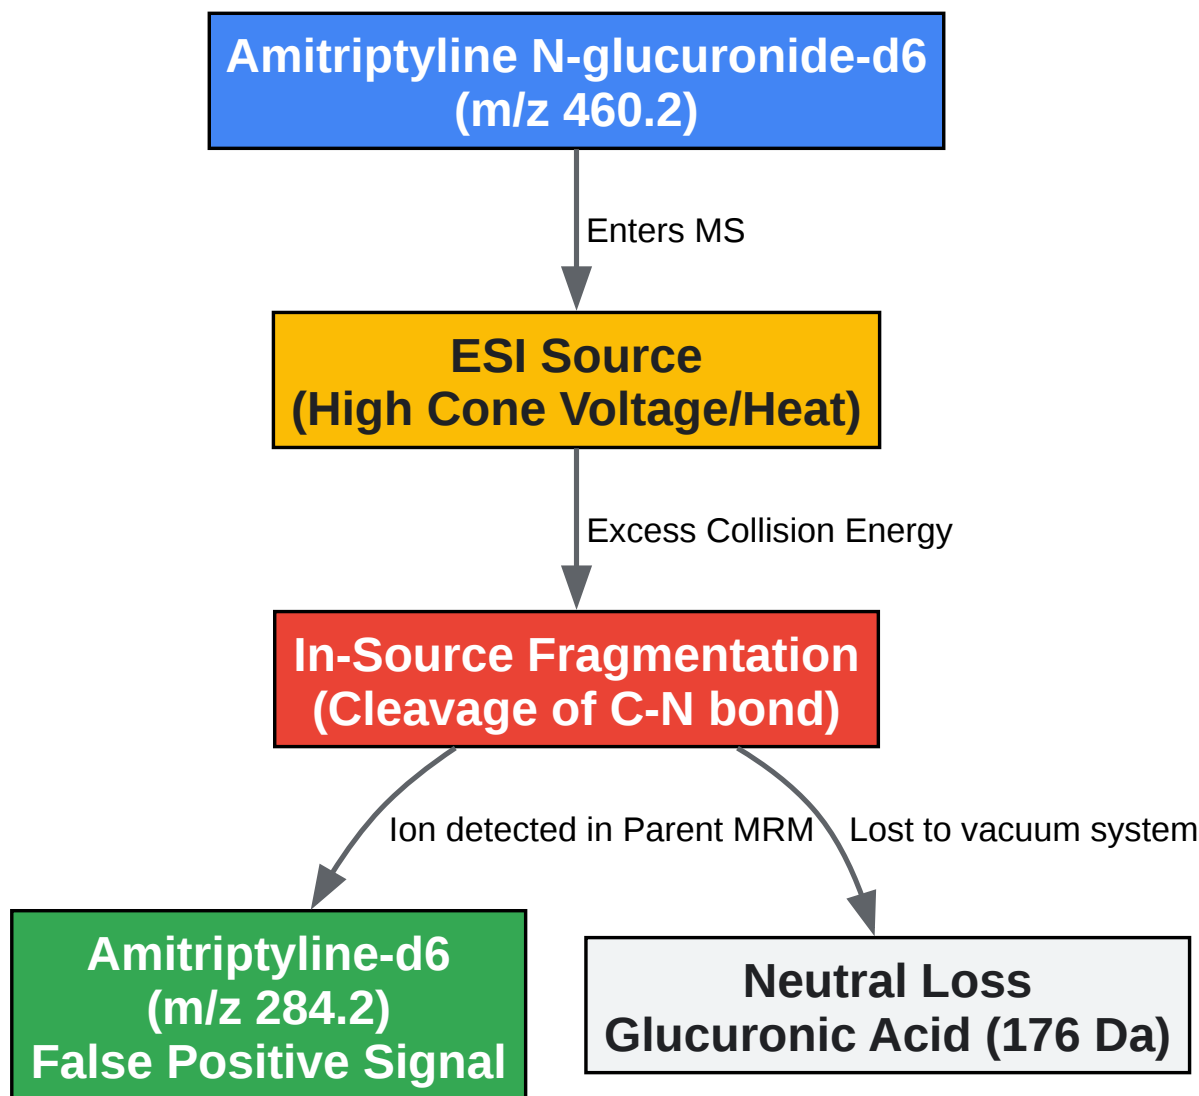 Amitriptyline N-glucuronide-d6
(m/z 460.2)
Enters MS
ESI Source
(High Cone Voltage/Heat)
Excess Collision Energy
In-Source Fragmentation
(Cleavage of C-N bond)
Ion detected in Parent MRM
Lost to vacuum system
Amitriptyline-d6
(m/z 284.2)
False Positive Signal
Neutral Loss
Glucuronic Acid (176 Da)